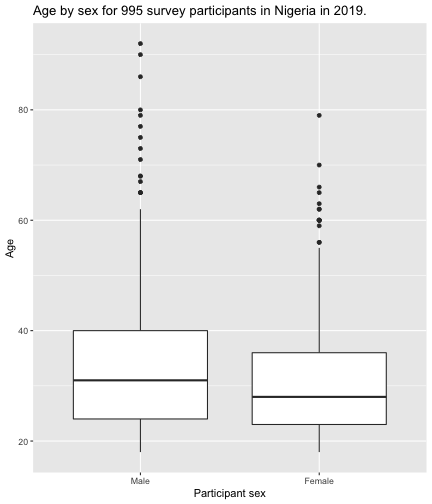 Age by sex for 995 survey participants in Nigeria in 2019.
80
60
40
20
Age
Male Female
Participant sex